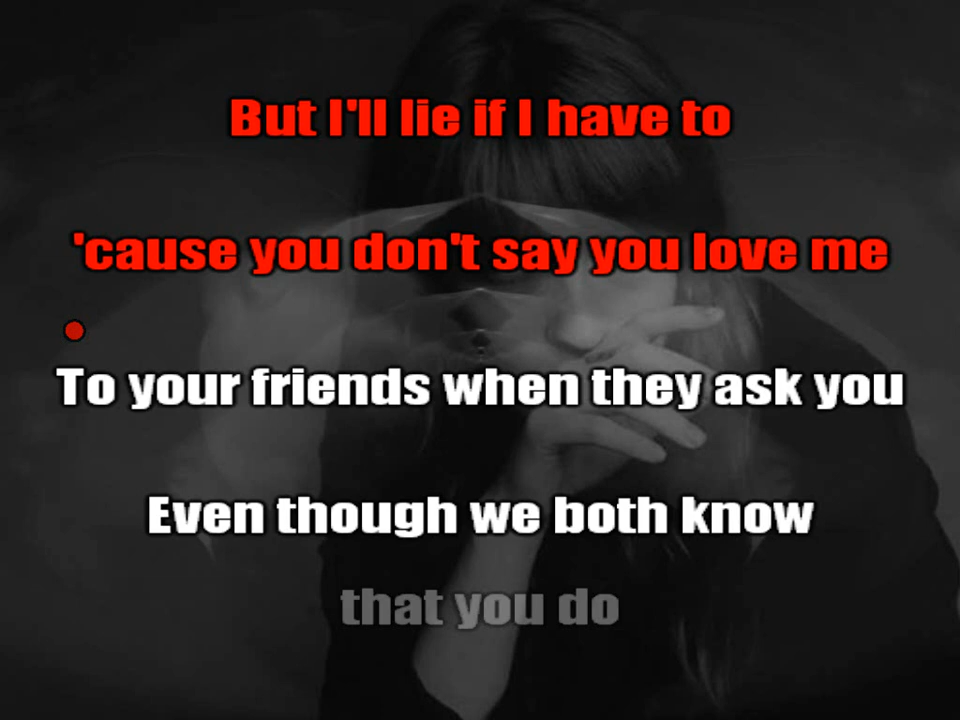 But I'll lie if I have to
'cause you don't say you love me
To your friends when they ask you
Even though we both know
that you do